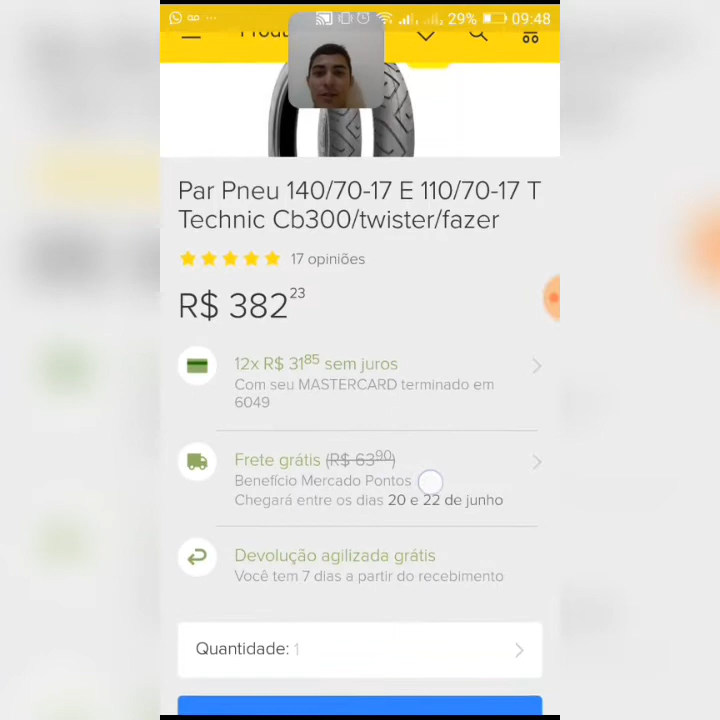 29% 09:48
Par Pneu 140/70-17 E 110/70-17 T
Technic Cb300/twister/fazer
17 opiniões
R$ 382 23
12x R$ 31 85 sem juros
Com seu MASTERCARD terminado em
6049
Frete grátis (R$ 63 90)
Benefício Mercado Pontos
Chegará entre os dias 20 e 22 de junho
Devolução agilizada grátis
Você tem 7 dias a partir do recebimento
Quantidade: 1